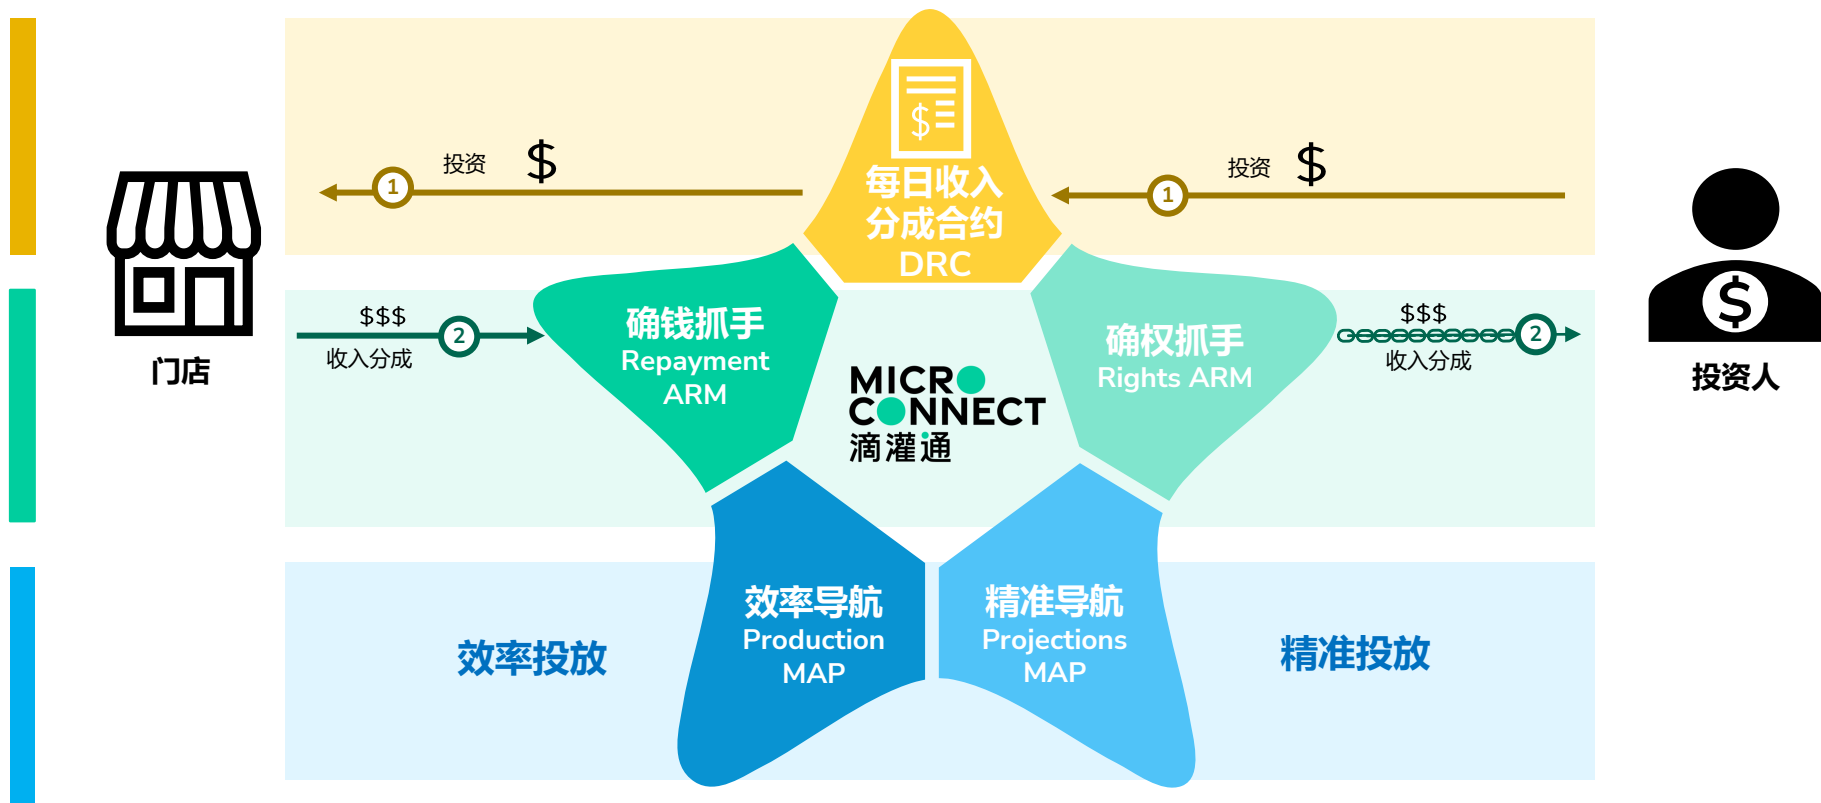 投资 $
1
$
每日收入
分成合约
DRC
投资 $
1
门店
$$$
2
收入分成
确钱抓手
Repayment
ARM
MICRO
CONNECT
滴灌通
确权抓手
Rights ARM
$$$
2
收入分成
$
投资人
效率投放
效率导航
Production
MAP
精准导航
Projections
MAP
精准投放